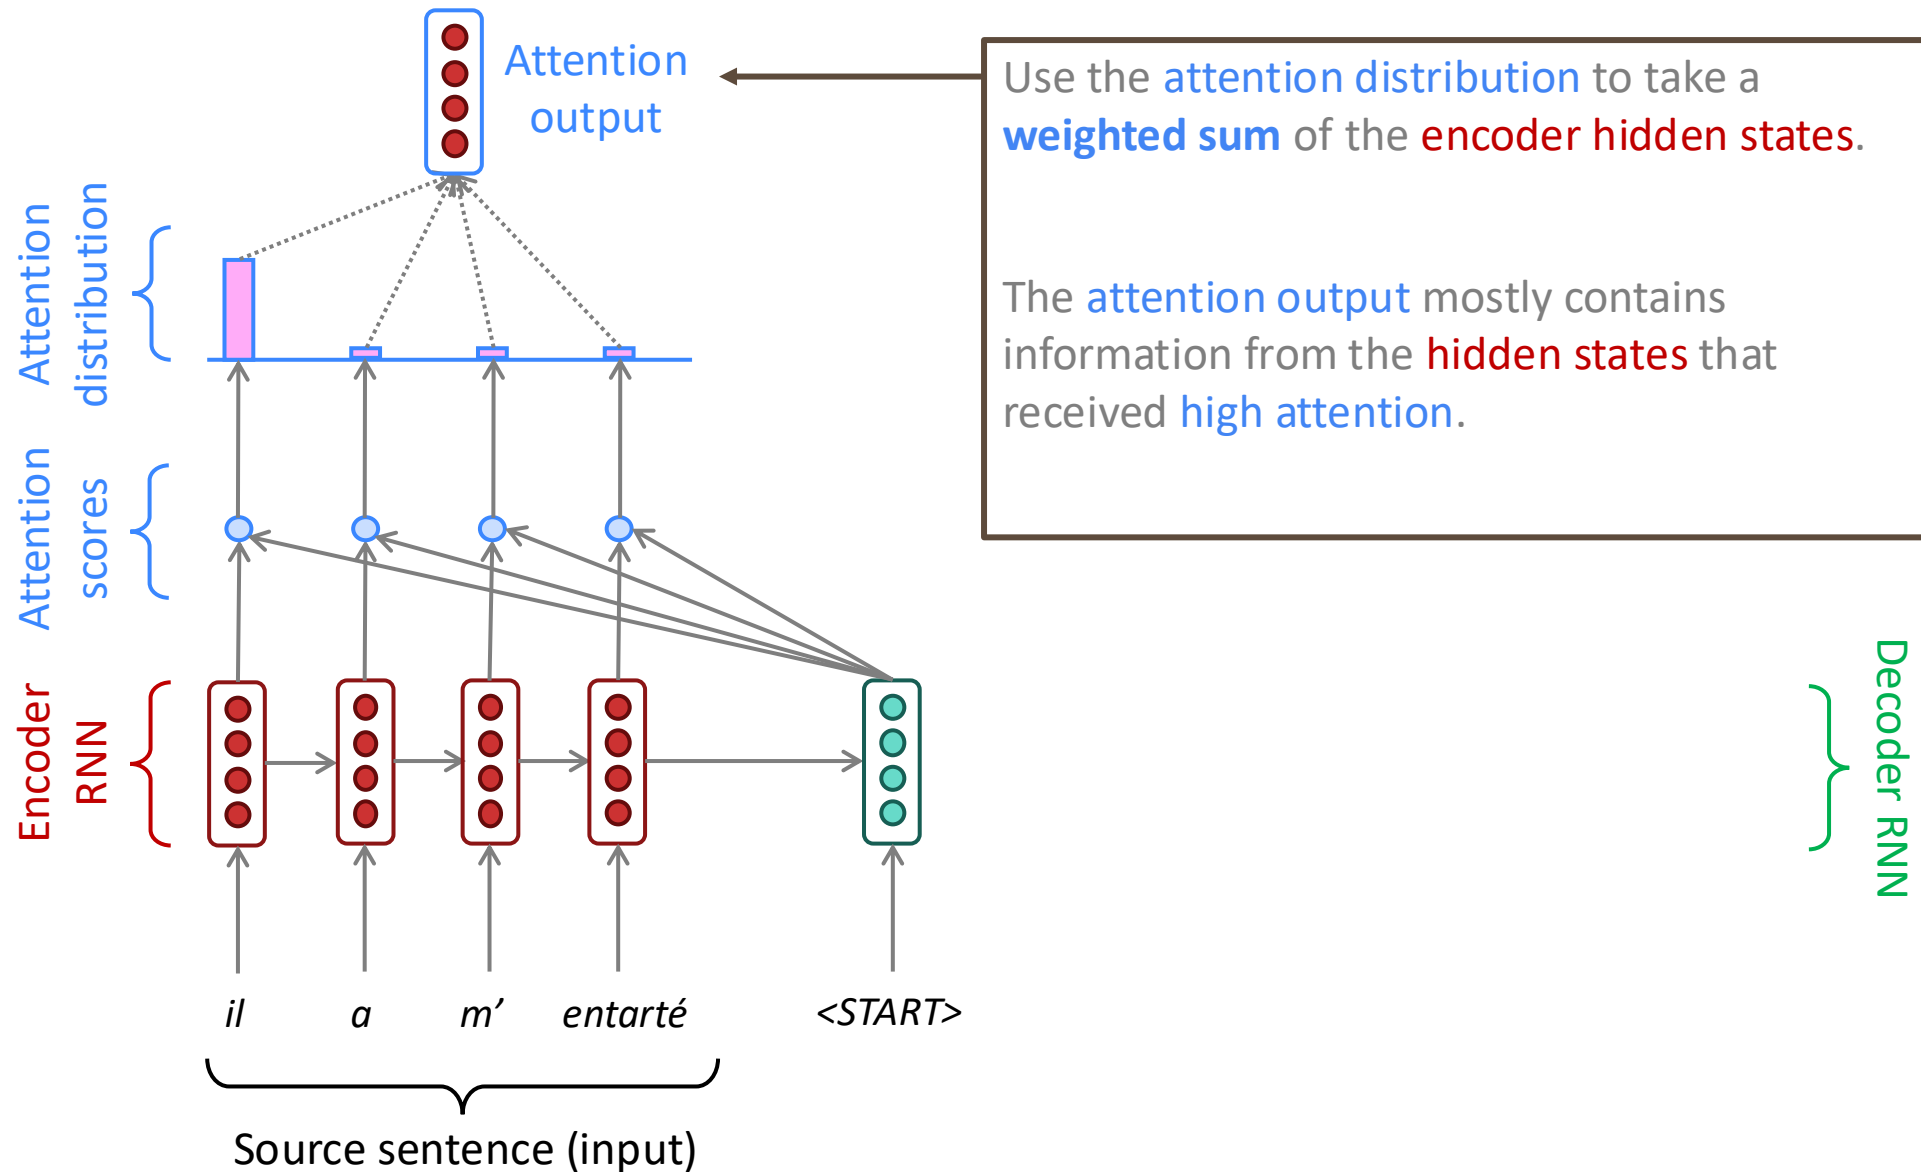 Attention
output
Use the attention distribution to take a
weighted sum of the encoder hidden states.
The attention output mostly contains
information from the hidden states that
received high attention.
Attention
distribution
Attention
scores
Encoder
RNN
Decoder RNN
il a m’ entarté <START>
Source sentence (input)